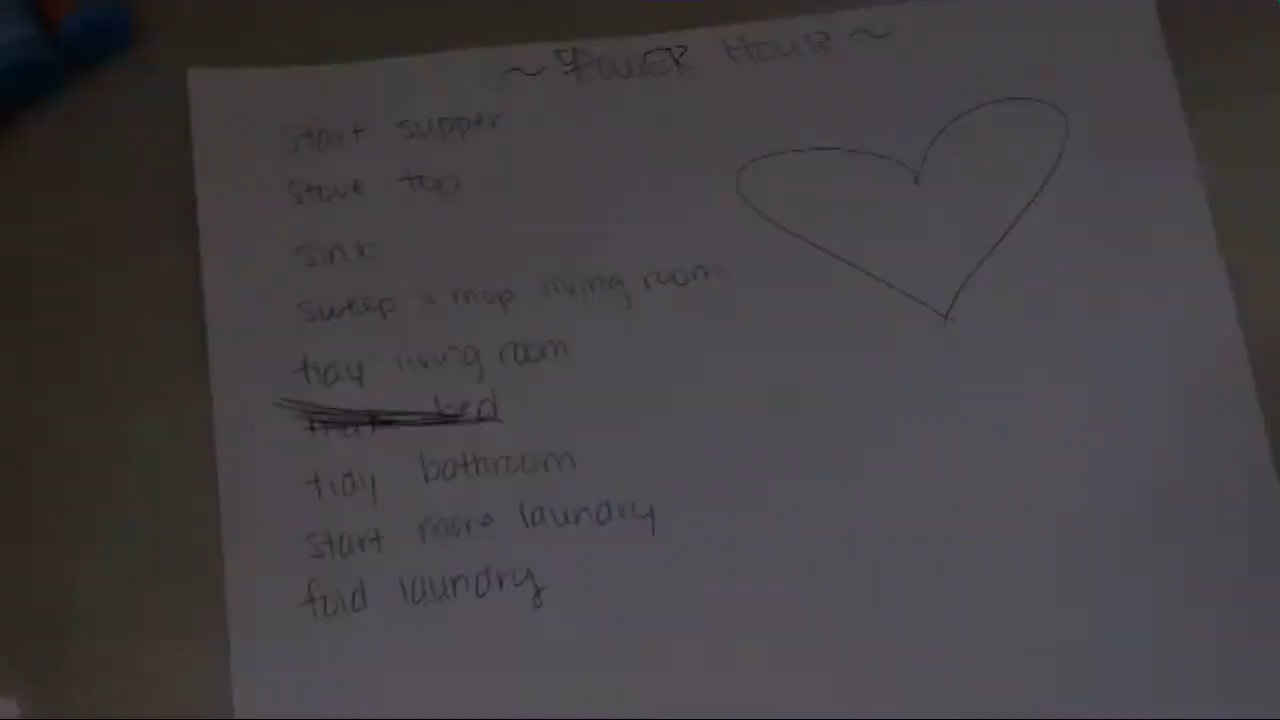 ~ POWER HOUR ~
start supper
stove top
sink
sweep + mop living room
tidy living room
bed
tidy bathroom
start more laundry
fold laundry